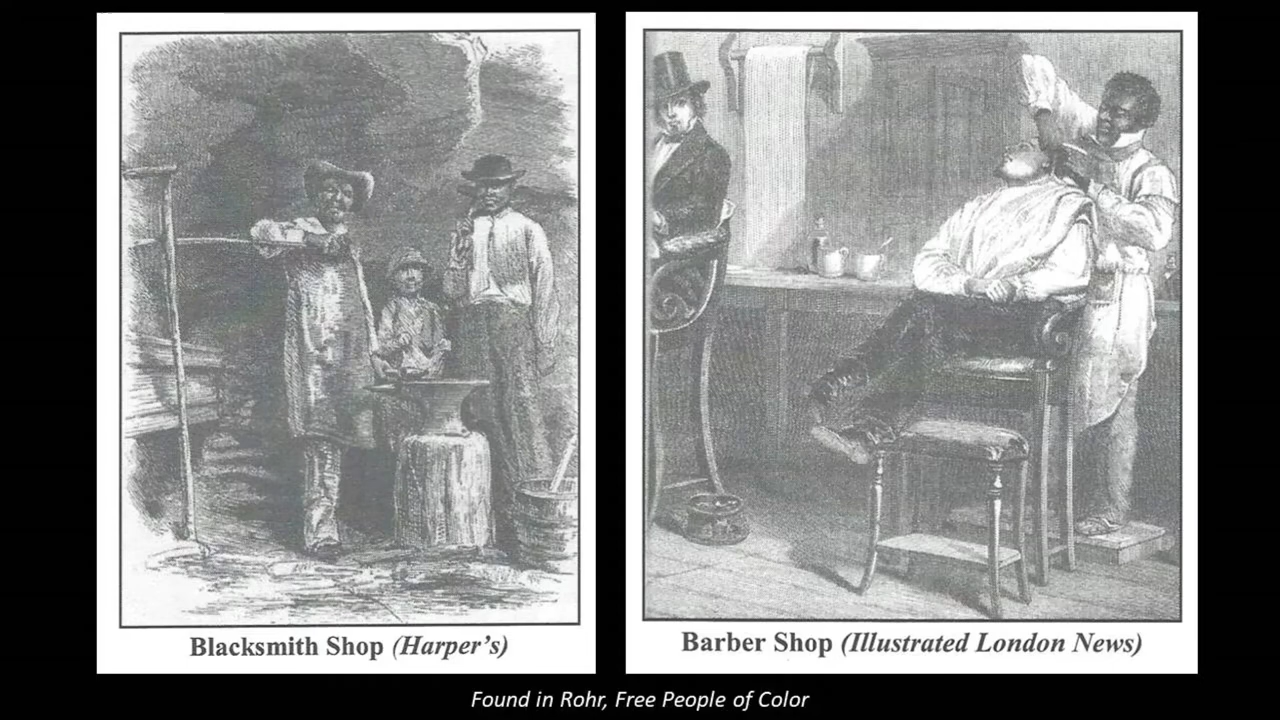 Blacksmith Shop (Harper's)
Barber Shop (Illustrated London News)
Found in Rohr, Free People of Color